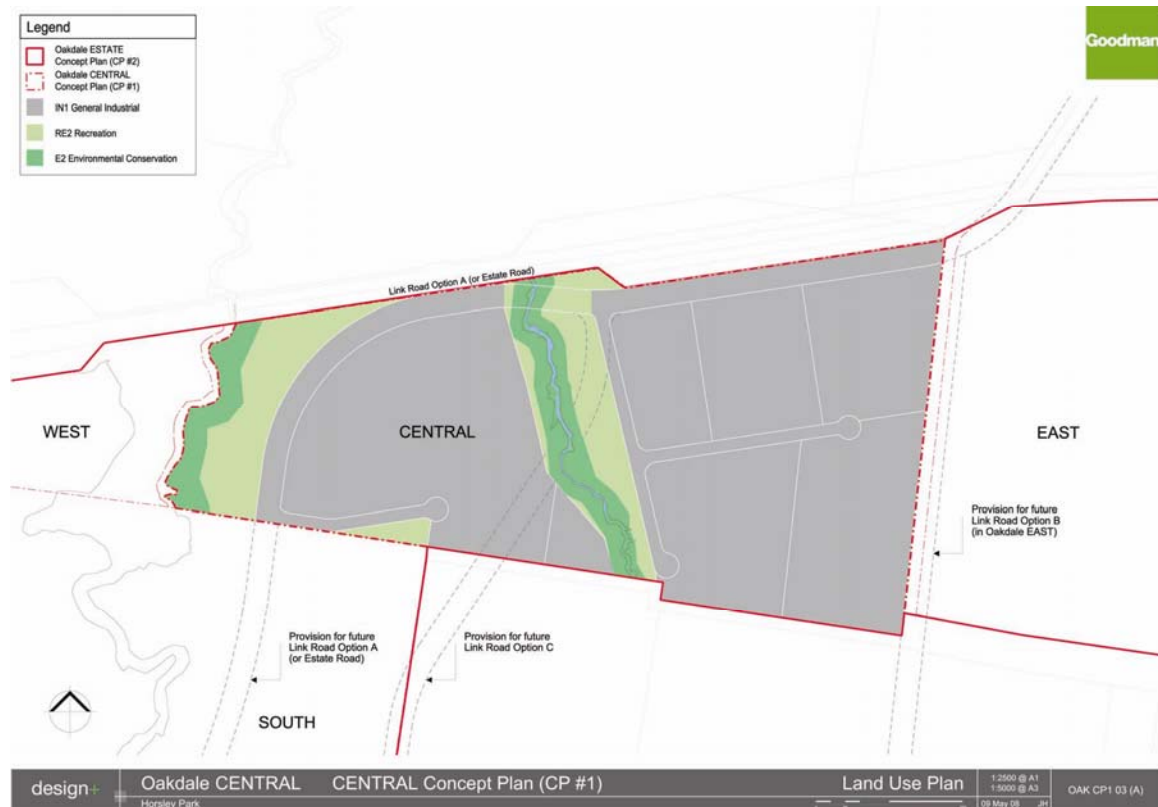 Legend
Oakdale ESTATE
Concept Plan (CP #2)
Oakdale CENTRAL
Concept Plan (CP #1)
IN1 General Industrial
RE2 Recreation
E2 Environmental Conservation
Goodman
Link Road Option A (or Estate Road)
WEST
CENTRAL
EAST
Provision for future
Link Road Option B
(in Oakdale EAST)
Provision for future
Link Road Option A
(or Estate Road)
Provision for future
Link Road Option C
SOUTH
design+
Oakdale CENTRAL CENTRAL Concept Plan (CP #1)
Horsley Park
Land Use Plan
1:2500 @ A1
1:5000 @ A3
09 May 08 JH
OAK CP1 03 (A)